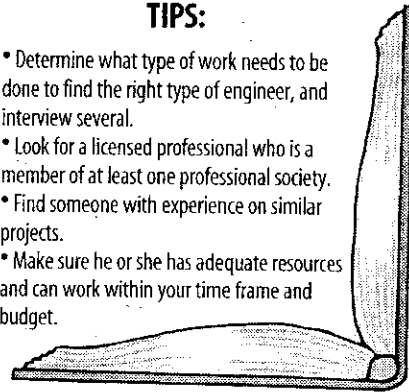 TIPS:
• Determine what type of work needs to be
done to find the right type of engineer, and
interview several.
• Look for a licensed professional who is a
member of at least one professional society.
• Find someone with experience on similar
projects.
• Make sure he or she has adequate resources
and can work within your time frame and
budget.